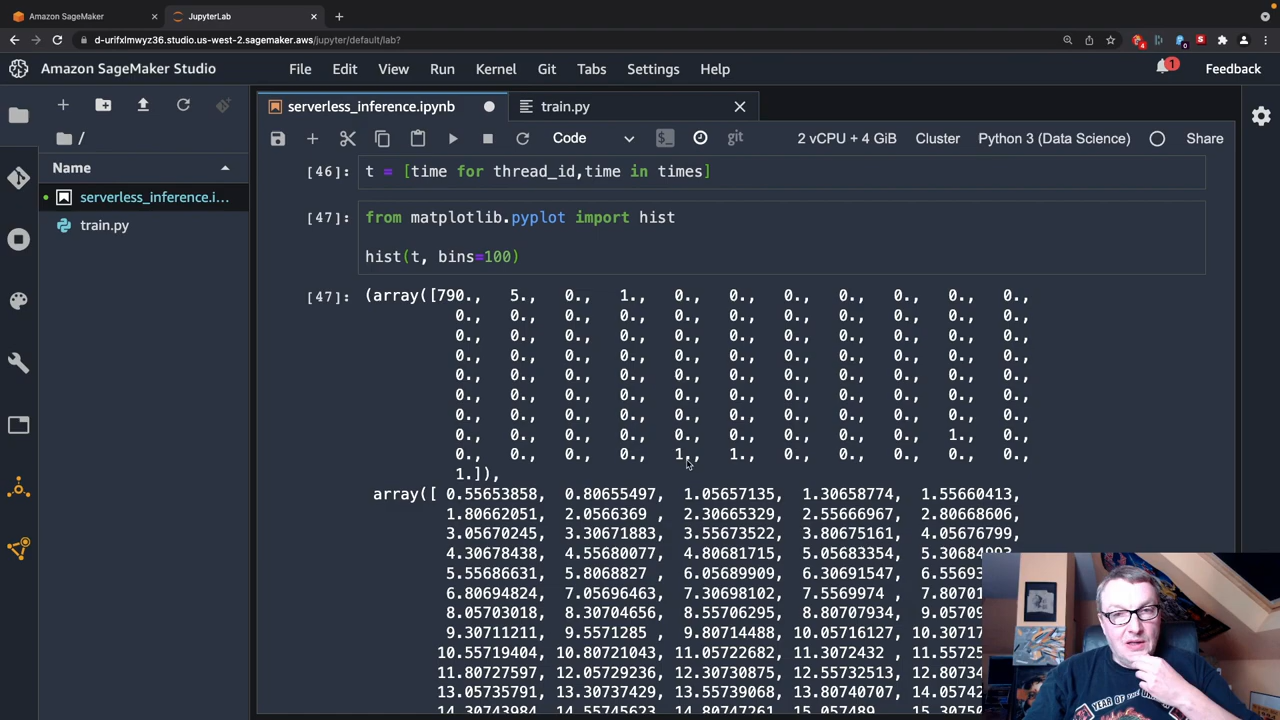 Amazon SageMaker
JupyterLab
d-urifxlmwyz36.studio.us-west-2.sagemaker.aws/jupyter/default/lab?
Amazon SageMaker Studio File Edit View Run Kernel Git Tabs Settings Help 1 Feedback
serverless_inference.ipynb train.py
Code git 2 vCPU + 4 GiB Cluster Python 3 (Data Science) Share
/
Name
serverless_inference.i...
train.py
[46]: t = [time for thread_id,time in times]
[47]: from matplotlib.pyplot import hist
hist(t, bins=100)
[47]: (array([790., 5., 0., 1., 0., 0., 0., 0., 0., 0., 0.,
0., 0., 0., 0., 0., 0., 0., 0., 0., 0., 0.,
0., 0., 0., 0., 0., 0., 0., 0., 0., 0., 0.,
0., 0., 0., 0., 0., 0., 0., 0., 0., 0., 0.,
0., 0., 0., 0., 0., 0., 0., 0., 0., 0., 0.,
0., 0., 0., 0., 0., 0., 0., 0., 0., 0., 0.,
0., 0., 0., 0., 0., 0., 0., 0., 0., 0., 0.,
0., 0., 0., 0., 0., 0., 0., 0., 0., 1., 0.,
0., 0., 0., 0., 1., 1., 0., 0., 0., 0., 0.,
1.]),
array([ 0.55653858, 0.80655497, 1.05657135, 1.30658774, 1.55660413,
1.80662051, 2.0566369 , 2.30665329, 2.55666967, 2.80668606,
3.05670245, 3.30671883, 3.55673522, 3.80675161, 4.05676799,
4.30678438, 4.55680077, 4.80681715, 5.05683354,
5.55686631, 5.8068827 , 6.05689909, 6.30691547,
6.80694824, 7.05696463, 7.30698102, 7.5569974 ,
8.05703018, 8.30704656, 8.55706295, 8.80707934,
9.30711211, 9.5571285 , 9.80714488, 10.05716127,
10.55719404, 10.80721043, 11.05722682, 11.3072432 ,
11.80727597, 12.05729236, 12.30730875, 12.55732513,
13.05735791, 13.30737429, 13.55739068, 13.80740707,
14.30743984, 14.55745623, 14.80747261,